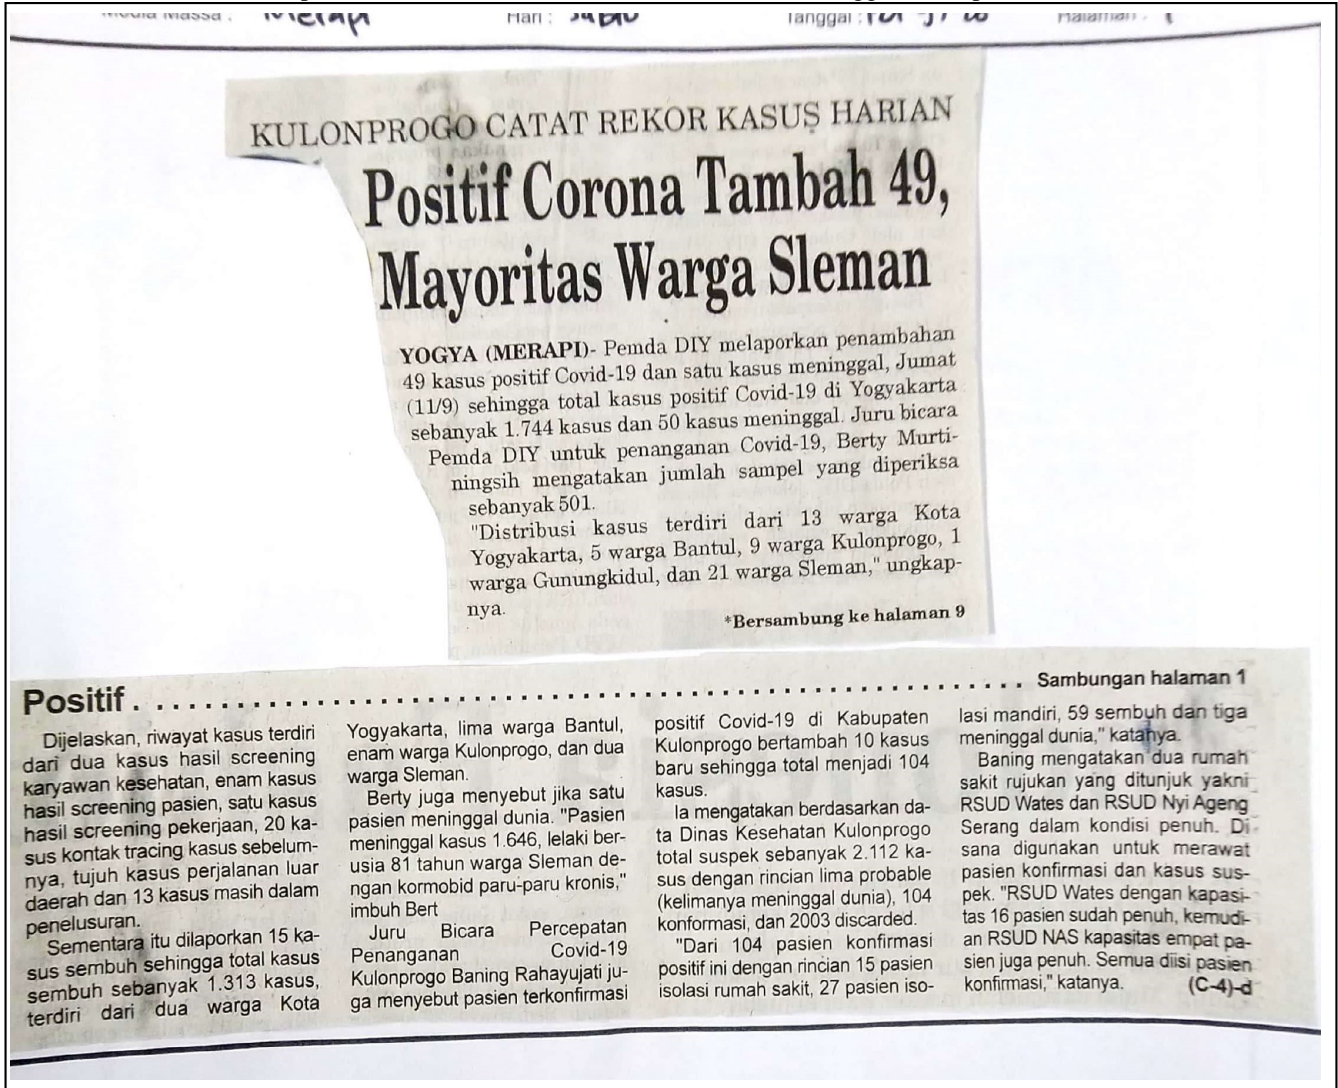 Media Massa : Merapi Hari : Sabtu Tanggal : Halaman :
KULONPROGO CATAT REKOR KASUS HARIAN
Positif Corona Tambah 49,
Mayoritas Warga Sleman
YOGYA (MERAPI)- Pemda DIY melaporkan penambahan
49 kasus positif Covid-19 dan satu kasus meninggal, Jumat
(11/9) sehingga total kasus positif Covid-19 di Yogyakarta
sebanyak 1.744 kasus dan 50 kasus meninggal. Juru bicara
Pemda DIY untuk penanganan Covid-19, Berty Murti-
ningsih mengatakan jumlah sampel yang diperiksa
sebanyak 501.
"Distribusi kasus terdiri dari 13 warga Kota
Yogyakarta, 5 warga Bantul, 9 warga Kulonprogo, 1
warga Gunungkidul, dan 21 warga Sleman," ungkap-
nya.
*Bersambung ke halaman 9
Positif . . . . . . . . . . . . . . . . . . . . . . . . . . . . . . Sambungan halaman 1
Dijelaskan, riwayat kasus terdiri
dari dua kasus hasil screening
karyawan kesehatan, enam kasus
hasil screening pasien, satu kasus
hasil screening pekerjaan, 20 ka-
sus kontak tracing kasus sebelum-
nya, tujuh kasus perjalanan luar
daerah dan 13 kasus masih dalam
penelusuran.
Sementara itu dilaporkan 15 ka-
sus sembuh sehingga total kasus
sembuh sebanyak 1.313 kasus,
terdiri dari dua warga Kota
Yogyakarta, lima warga Bantul,
enam warga Kulonprogo, dan dua
warga Sleman.
Berty juga menyebut jika satu
pasien meninggal dunia. "Pasien
meninggal kasus 1.646, lelaki ber-
usia 81 tahun warga Sleman de-
ngan kormobid paru-paru kronis,"
imbuh Bert
Juru Bicara Percepatan
Penanganan Covid-19
Kulonprogo Baning Rahayujati ju-
ga menyebut pasien terkonfirmasi
positif Covid-19 di Kabupaten
Kulonprogo bertambah 10 kasus
baru sehingga total menjadi 104
kasus.
Ia mengatakan berdasarkan da-
ta Dinas Kesehatan Kulonprogo
total suspek sebanyak 2.112 ka-
sus dengan rincian lima probable
(kelimanya meninggal dunia), 104
konformasi, dan 2003 discarded.
"Dari 104 pasien konfirmasi
positif ini dengan rincian 15 pasien
isolasi rumah sakit, 27 pasien iso-
lasi mandiri, 59 sembuh dan tiga
meninggal dunia," katanya.
Baning mengatakan dua rumah
sakit rujukan yang ditunjuk yakni
RSUD Wates dan RSUD Nyi Ageng
Serang dalam kondisi penuh. Di
sana digunakan untuk merawat
pasien konfirmasi dan kasus sus-
pek. "RSUD Wates dengan kapasi-
tas 16 pasien sudah penuh, kemudi-
an RSUD NAS kapasitas empat pa-
sien juga penuh. Semua diisi pasien
konfirmasi," katanya. (C-4)-d